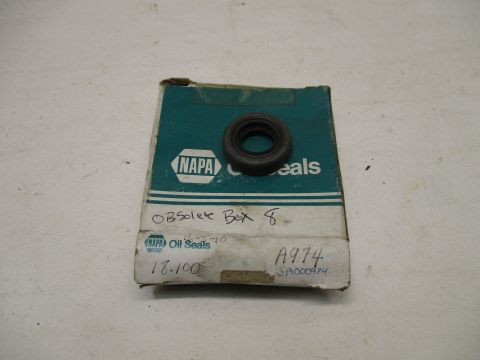 NAPA Oil Seals
OBSolete Box 8
NAPA Oil Seals
A974
18.100
JA000974